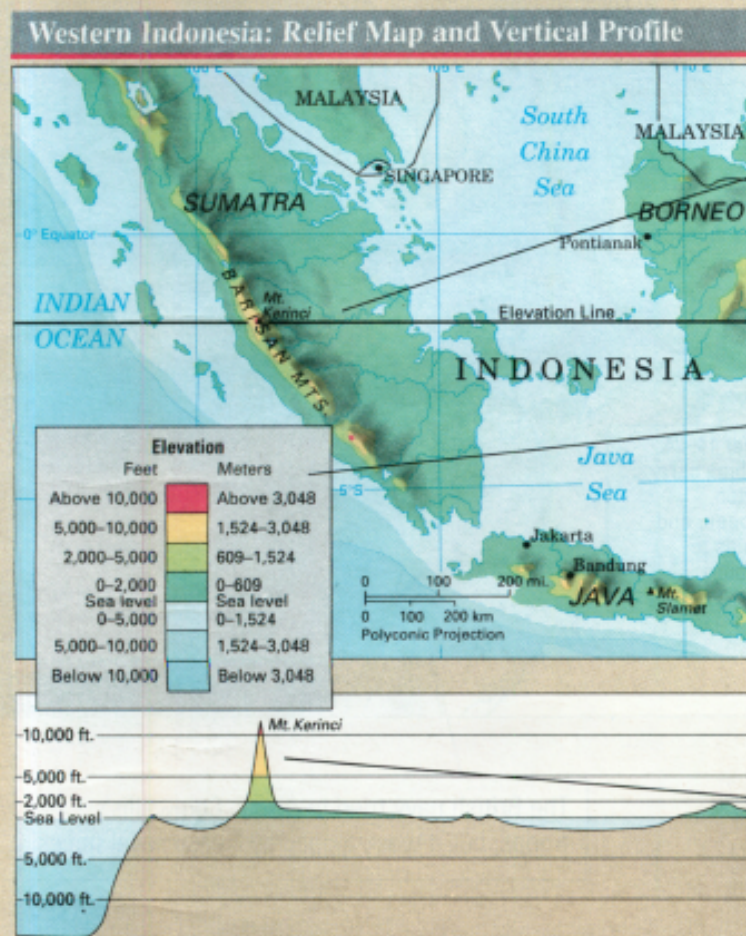 Western Indonesia: Relief Map and Vertical Profile
100 E
105 E
110 E
MALAYSIA
South
China
Sea
MALAYSIA
SINGAPORE
SUMATRA
BORNEO
0° Equator
Pontianak
INDIAN
OCEAN
BARISAN MTS.
Mt.
Kerinci
Elevation Line
INDONESIA
Java
Sea
5°S
Jakarta
Bandung
JAVA
Mt.
Slamet
0 100 200 mi.
0 100 200 km
Polyconic Projection
Elevation
Feet Meters
Above 10,000 Above 3,048
5,000–10,000 1,524–3,048
2,000–5,000 609–1,524
0–2,000 0–609
Sea level Sea level
0–5,000 0–1,524
5,000–10,000 1,524–3,048
Below 10,000 Below 3,048
Mt. Kerinci
10,000 ft.
5,000 ft.
2,000 ft.
Sea Level
5,000 ft.
10,000 ft.